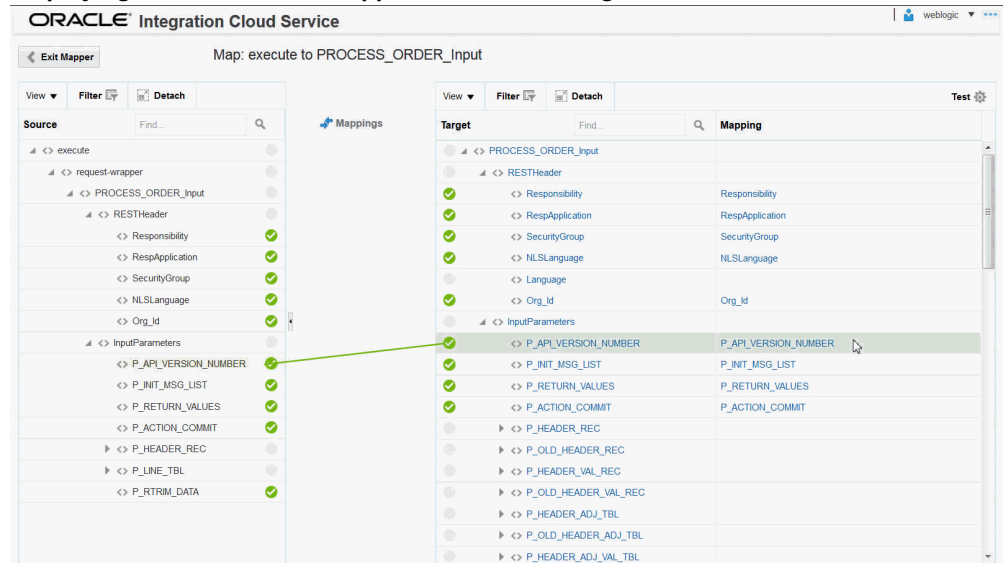 ORACLE® Integration Cloud Service
weblogic
Exit Mapper
Map: execute to PROCESS_ORDER_Input
View Filter Detach
View Filter Detach Test
Source Find...
Mappings
Target Find... Mapping
<> execute
<> request-wrapper
<> PROCESS_ORDER_Input
<> RESTHeader
<> Responsibility
<> RespApplication
<> SecurityGroup
<> NLSLanguage
<> Org_Id
<> InputParameters
<> P_API_VERSION_NUMBER
<> P_INIT_MSG_LIST
<> P_RETURN_VALUES
<> P_ACTION_COMMIT
<> P_HEADER_REC
<> P_LINE_TBL
<> P_RTRIM_DATA
<> PROCESS_ORDER_Input
<> RESTHeader
<> Responsibility Responsibility
<> RespApplication RespApplication
<> SecurityGroup SecurityGroup
<> NLSLanguage NLSLanguage
<> Language
<> Org_Id Org_Id
<> InputParameters
<> P_API_VERSION_NUMBER P_API_VERSION_NUMBER
<> P_INIT_MSG_LIST P_INIT_MSG_LIST
<> P_RETURN_VALUES P_RETURN_VALUES
<> P_ACTION_COMMIT P_ACTION_COMMIT
<> P_HEADER_REC
<> P_OLD_HEADER_REC
<> P_HEADER_VAL_REC
<> P_OLD_HEADER_VAL_REC
<> P_HEADER_ADJ_TBL
<> P_OLD_HEADER_ADJ_TBL
<> P_HEADER_ADJ_VAL_TBL